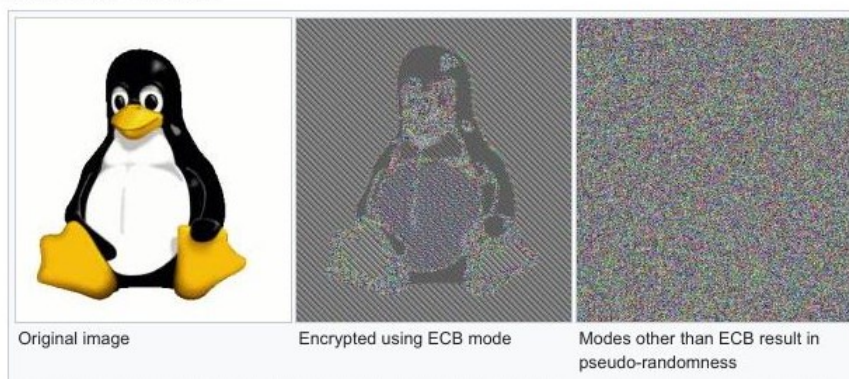 Original image
Encrypted using ECB mode
Modes other than ECB result in
pseudo-randomness